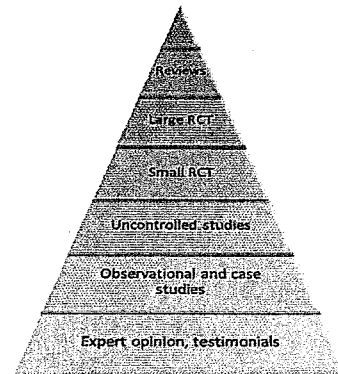 Reviews
Large RCT
Small RCT
Uncontrolled studies
Observational and case
studies
Expert opinion, testimonials